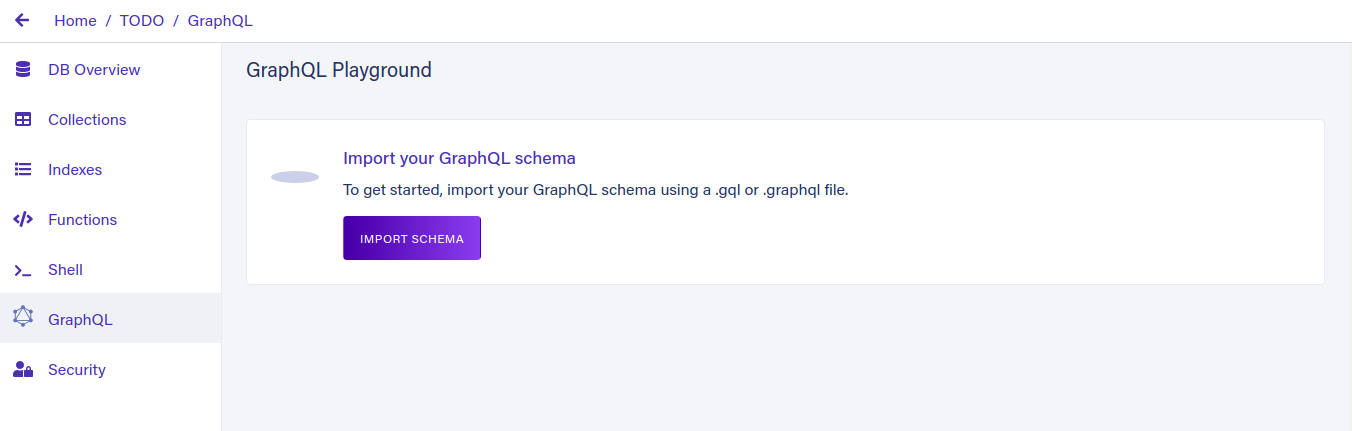 Home / TODO / GraphQL
DB Overview
Collections
Indexes
Functions
Shell
GraphQL
Security
GraphQL Playground
Import your GraphQL schema
To get started, import your GraphQL schema using a .gql or .graphql file.
IMPORT SCHEMA